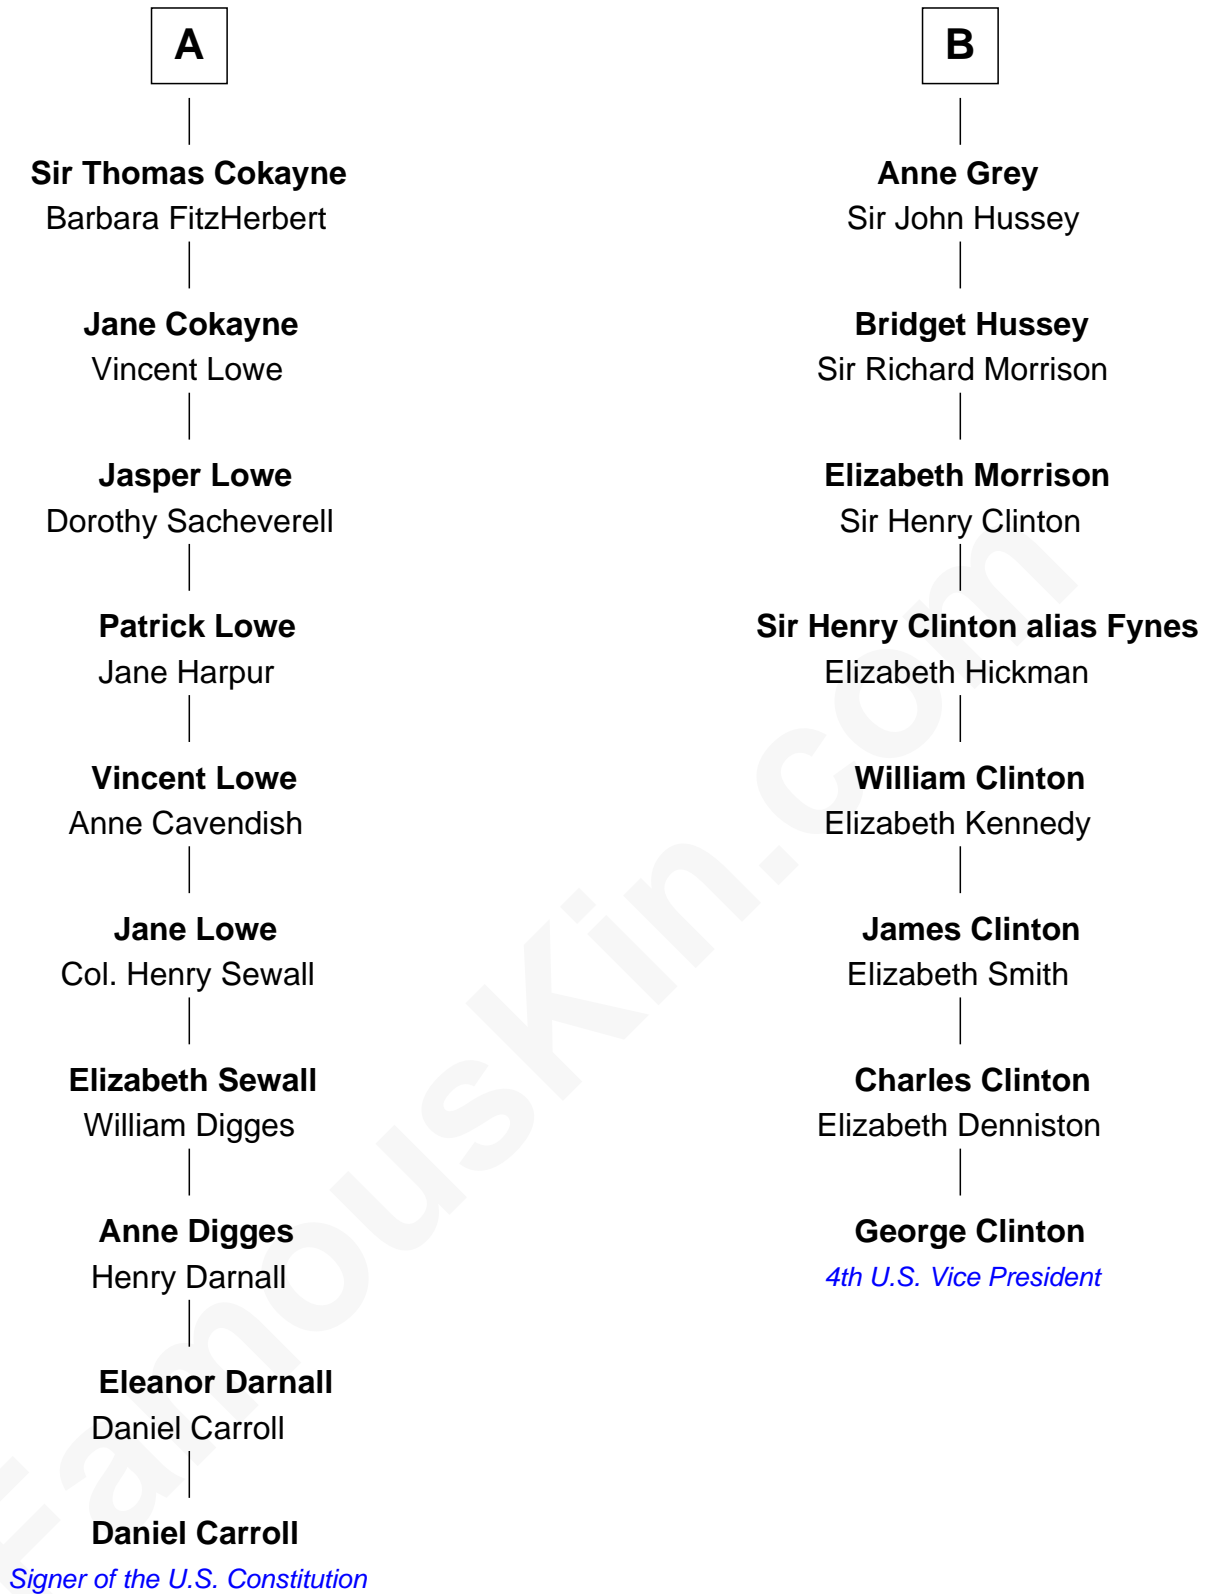 A
Sir Thomas Cokayne
Barbara FitzHerbert
Jane Cokayne
Vincent Lowe
Jasper Lowe
Dorothy Sacheverell
Patrick Lowe
Jane Harpur
Vincent Lowe
Anne Cavendish
Jane Lowe
Col. Henry Sewall
Elizabeth Sewall
William Digges
Anne Digges
Henry Darnall
Eleanor Darnall
Daniel Carroll
Daniel Carroll
Signer of the U.S. Constitution
B
Anne Grey
Sir John Hussey
Bridget Hussey
Sir Richard Morrison
Elizabeth Morrison
Sir Henry Clinton
Sir Henry Clinton alias Fynes
Elizabeth Hickman
William Clinton
Elizabeth Kennedy
James Clinton
Elizabeth Smith
Charles Clinton
Elizabeth Denniston
George Clinton
4th U.S. Vice President
FamousKin.com